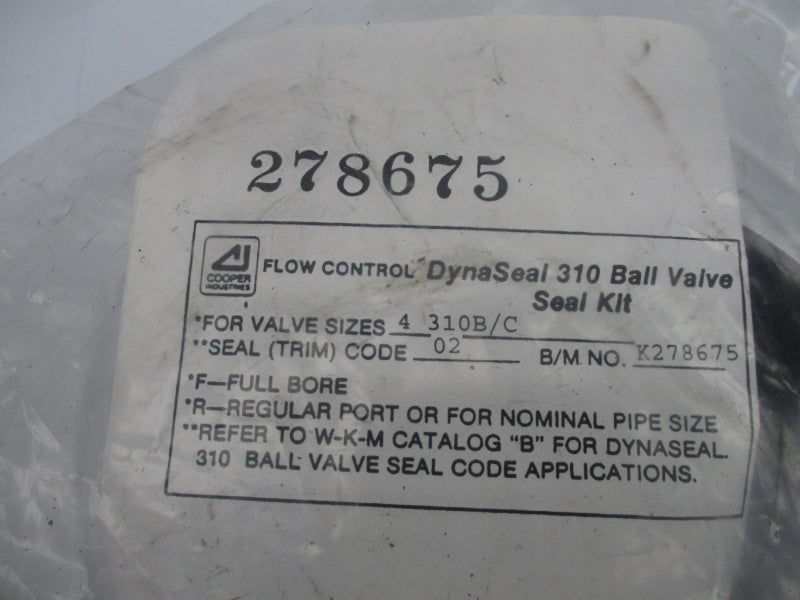 278675
COOPER
INDUSTRIES
FLOW CONTROL DynaSeal 310 Ball Valve
Seal Kit
*FOR VALVE SIZES 4 310B/C
**SEAL (TRIM) CODE 02 B/M NO. K278675
*F—FULL BORE
*R—REGULAR PORT OR FOR NOMINAL PIPE SIZE
**REFER TO W-K-M CATALOG "B" FOR DYNASEAL
310 BALL VALVE SEAL CODE APPLICATIONS.